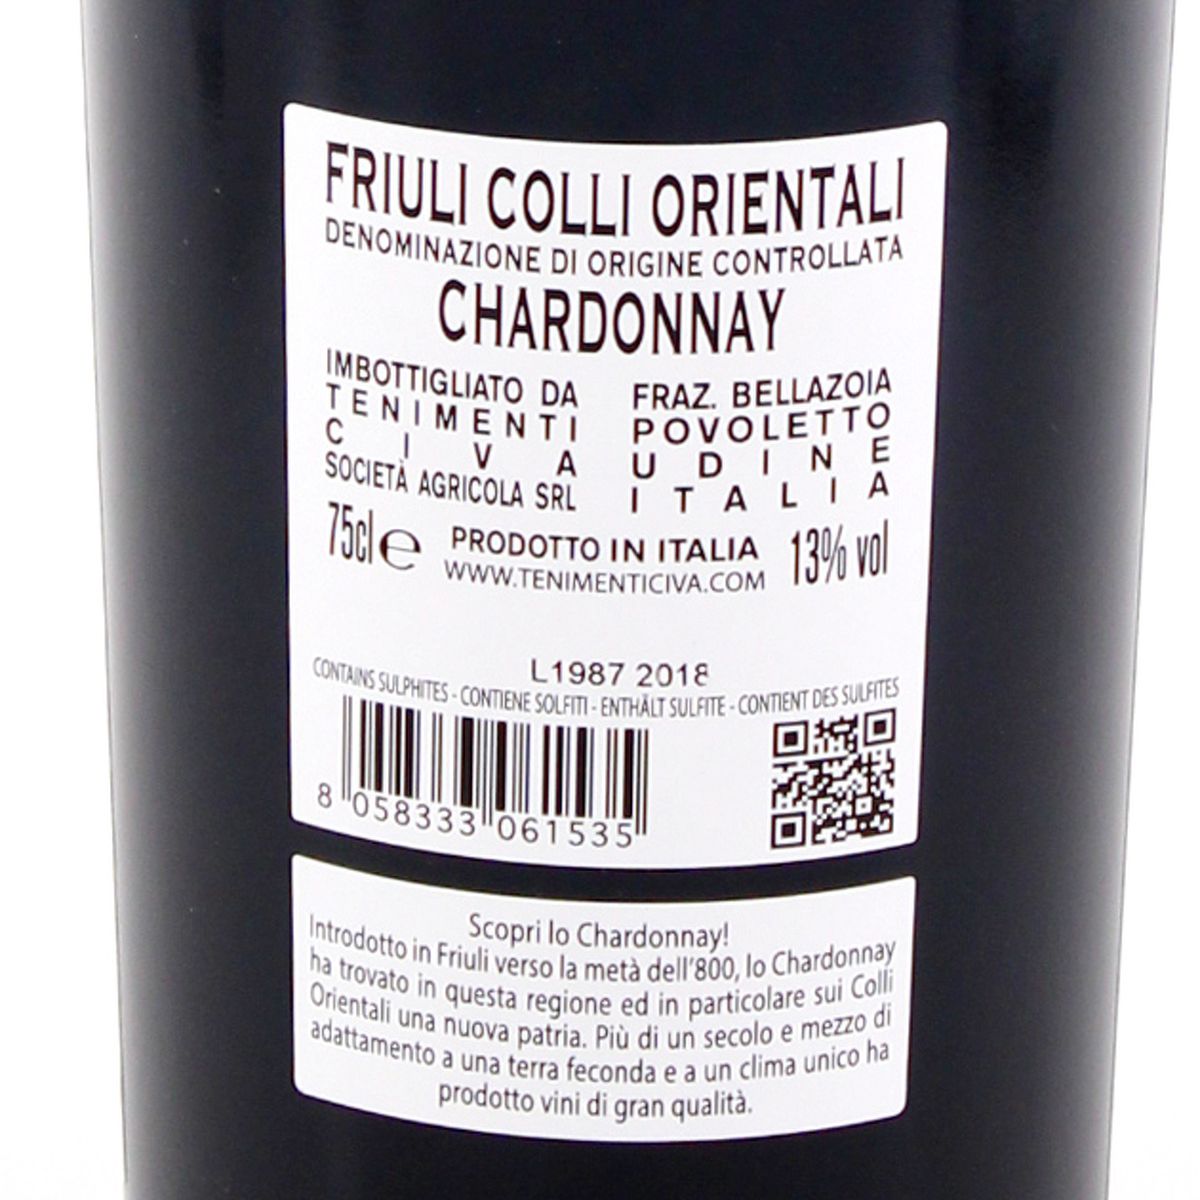 FRIULI COLLI ORIENTALI
DENOMINAZIONE DI ORIGINE CONTROLLATA
CHARDONNAY
IMBOTTIGLIATO DA
TENIMENTI
CIVA
SOCIETÀ AGRICOLA SRL
FRAZ. BELLAZOIA
POVOLETTO
UDINE
ITALIA
75cl e
PRODOTTO IN ITALIA
WWW.TENIMENTICIVA.COM
13% vol
L1987 2018
CONTAINS SULPHITES - CONTIENE SOLFITI - ENTHÄLT SULFITE - CONTIENT DES SULFITES
8 058333 061535
Scopri lo Chardonnay!
Introdotto in Friuli verso la metà dell'800, lo Chardonnay
ha trovato in questa regione ed in particolare sui Colli
Orientali una nuova patria. Più di un secolo e mezzo di
adattamento a una terra feconda e a un clima unico ha
prodotto vini di gran qualità.